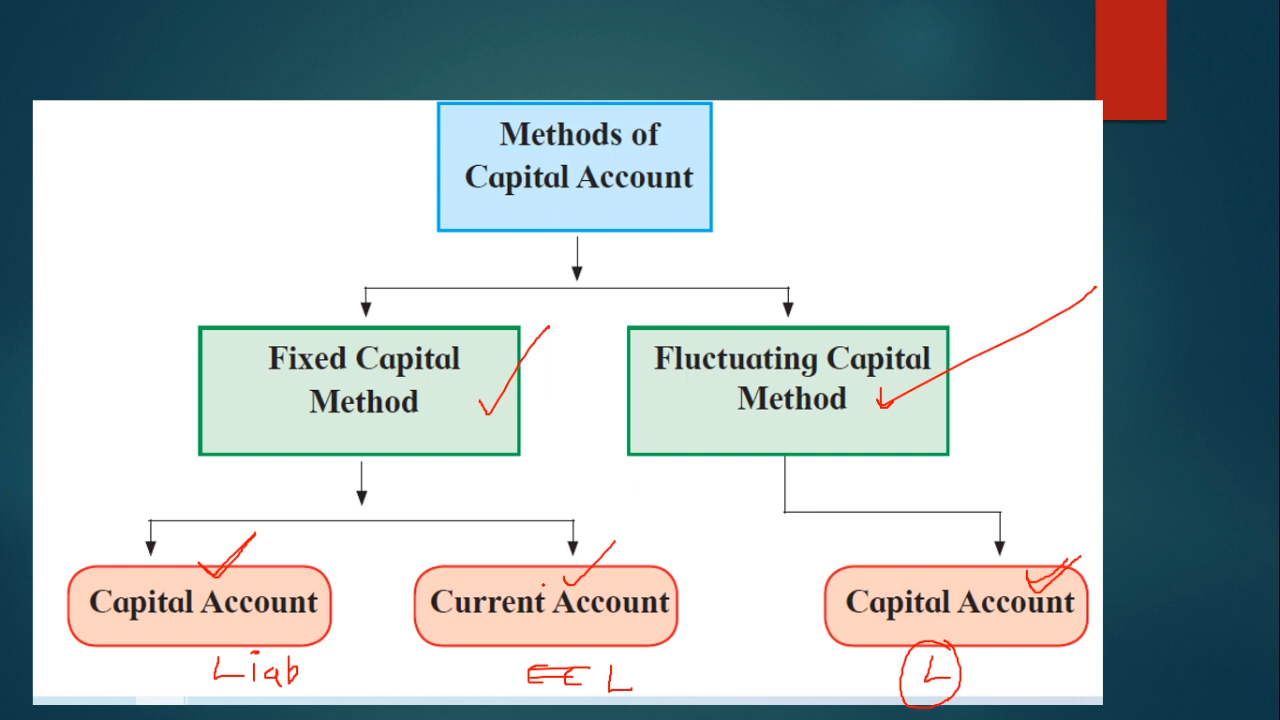 Methods of
Capital Account
Fixed Capital
Method
Fluctuating Capital
Method
Capital Account
Current Account
Capital Account
Liab
L
L